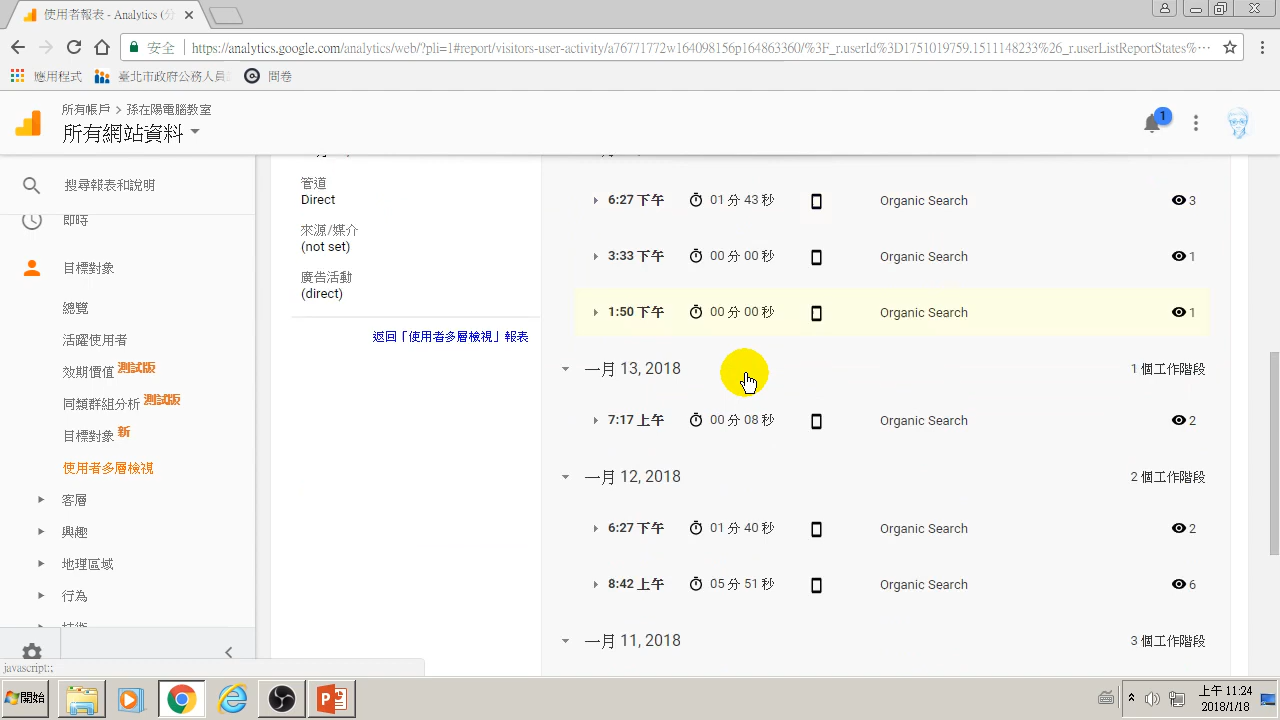 使用者報表 - Analytics (分
安全 https://analytics.google.com/analytics/web/?pli=1#report/visitors-user-activity/a76771772w164098156p164863360/%3F_r.userId%3D1751019759.1511148233%26_r.userListReportStates%···
應用程式 臺北市政府公務人員 問卷
所有帳戶 > 孫在陽電腦教室
所有網站資料
1
搜尋報表和說明
即時
目標對象
總覽
活躍使用者
效期價值 測試版
同類群組分析 測試版
目標對象 新
使用者多層檢視
客層
興趣
地理區域
行為
管道
Direct
來源/媒介
(not set)
廣告活動
(direct)
返回「使用者多層檢視」報表
6:27 下午 01 分 43 秒 Organic Search 3
3:33 下午 00 分 00 秒 Organic Search 1
1:50 下午 00 分 00 秒 Organic Search 1
一月 13, 2018 1 個工作階段
7:17 上午 00 分 08 秒 Organic Search 2
一月 12, 2018 2 個工作階段
6:27 下午 01 分 40 秒 Organic Search 2
8:42 上午 05 分 51 秒 Organic Search 6
一月 11, 2018 3 個工作階段
javascript:;
開始
上午 11:24
2018/1/18